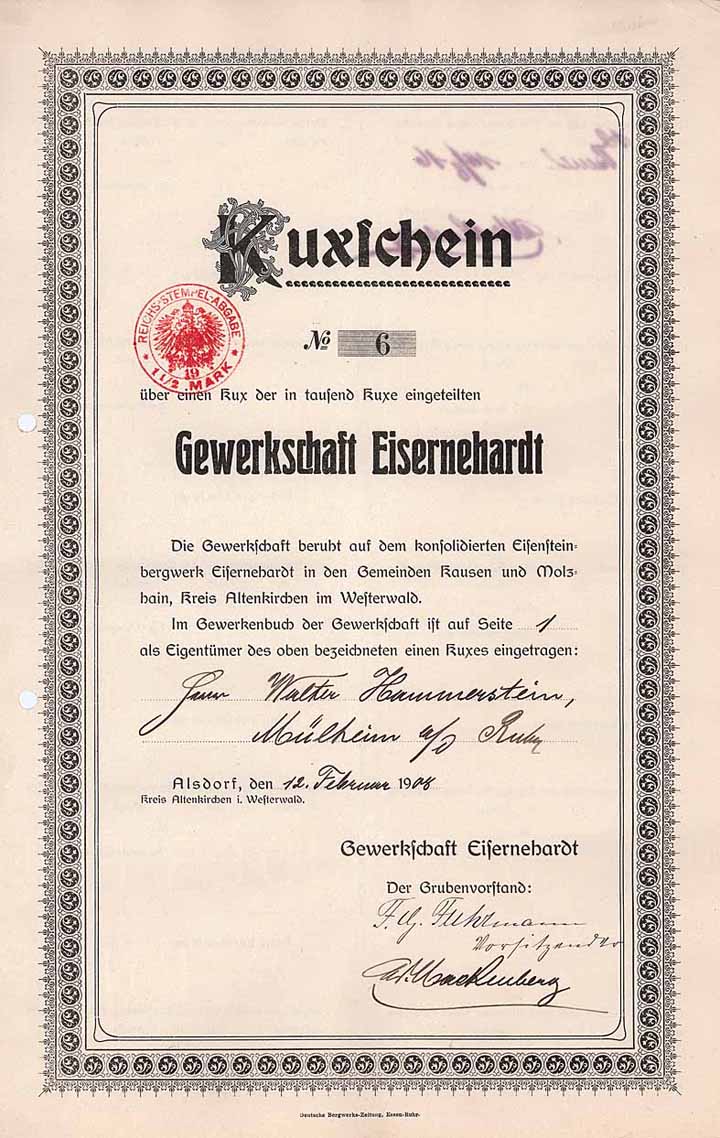 Kuxſchein
REICHS-STEMPEL-ABGABE
19
1 1/2 MARK
No 6
über einen Kux der in tauſend Kuxe eingeteilten
Gewerkschaft Eisernehardt
Die Gewerkſchaft beruht auf dem konſolidierten Eiſenſtein-
bergwerk Eiſernehardt in den Gemeinden Kausen und Molz-
hain, Kreis Altenkirchen im Weſterwald.
Im Gewerkenbuch der Gewerkſchaft iſt auf Seite 1
als Eigentümer des oben bezeichneten einen Kuxes eingetragen:
Herr Walter Hammerstein,
Mülheim a/d Ruhr
Alsdorf, den 12. Februar 1908
Kreis Altenkirchen i. Weſterwald.
Gewerkſchaft Eiſernehardt
Der Grubenvorſtand:
Fuhrmann
Vorsitzender
Ad. Mackenberg
Deutsche Bergwerks-Zeitung, Essen-Ruhr.